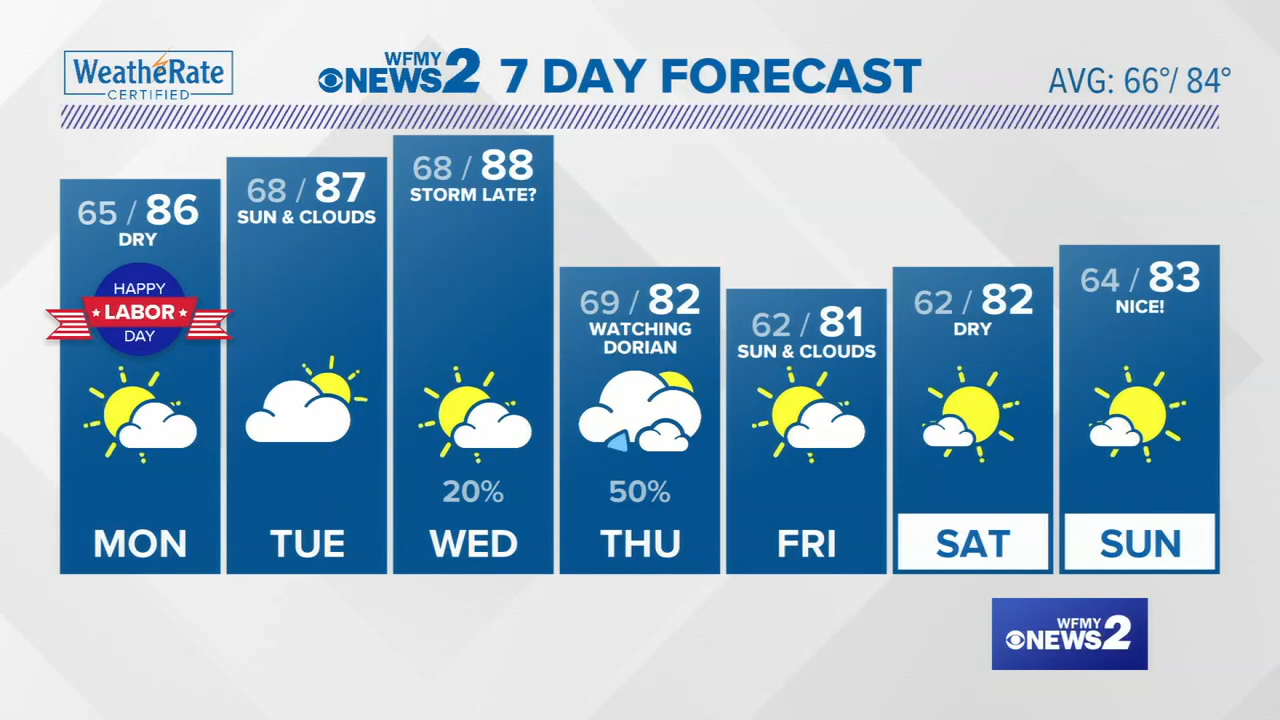 WeatheRate
CERTIFIED
WFMY
NEWS 2
7 DAY FORECAST
AVG: 66°/ 84°
65 / 86
DRY
HAPPY
LABOR
DAY
MON
68 / 87
SUN & CLOUDS
TUE
68 / 88
STORM LATE?
20%
WED
69 / 82
WATCHING
DORIAN
50%
THU
62 / 81
SUN & CLOUDS
FRI
62 / 82
DRY
SAT
64 / 83
NICE!
SUN
WFMY
NEWS 2